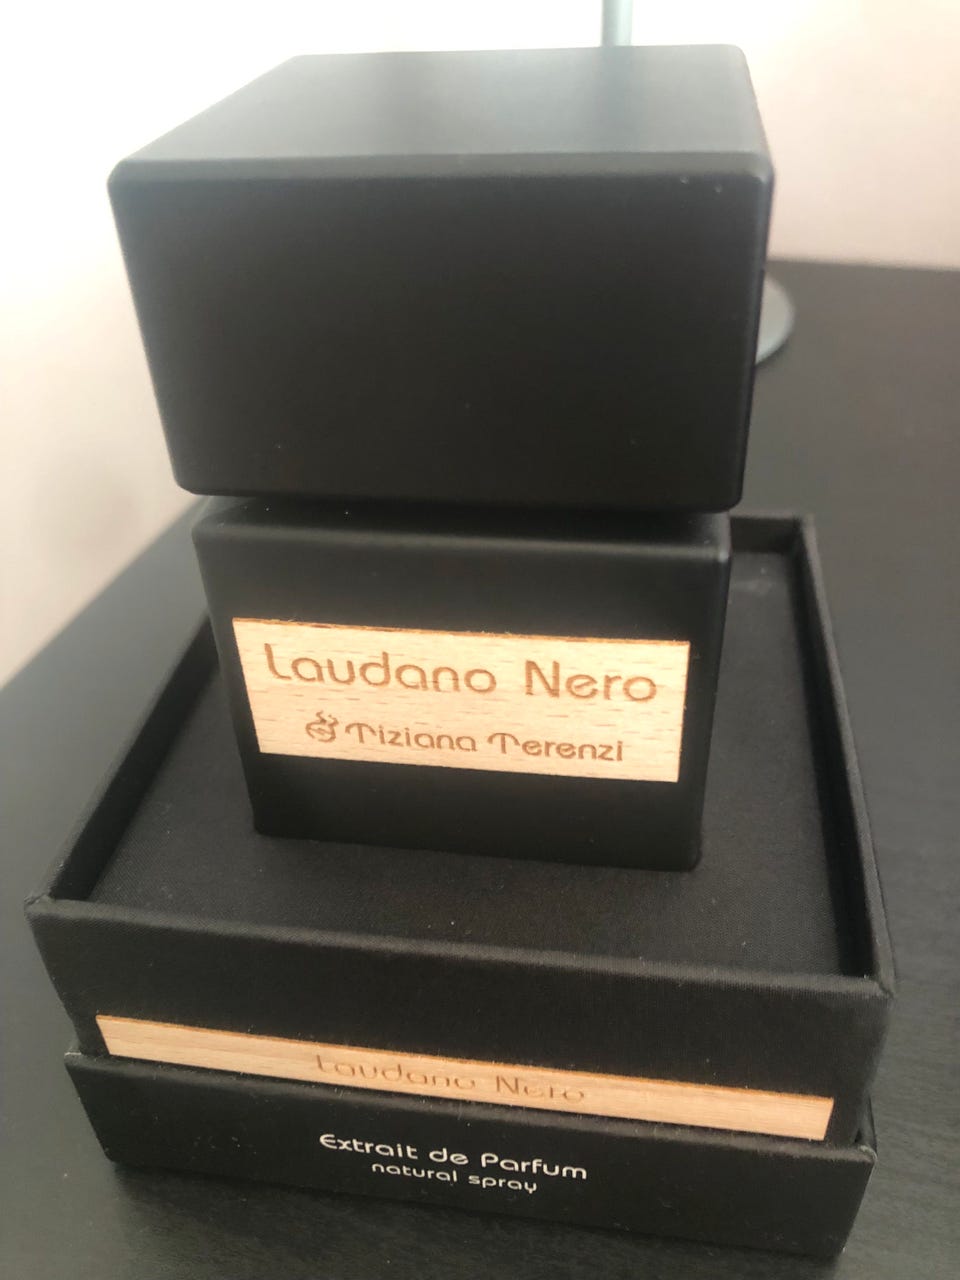 Laudano Nero
Tiziana Terenzi
Laudano Nero
Extrait de Parfum
natural spray